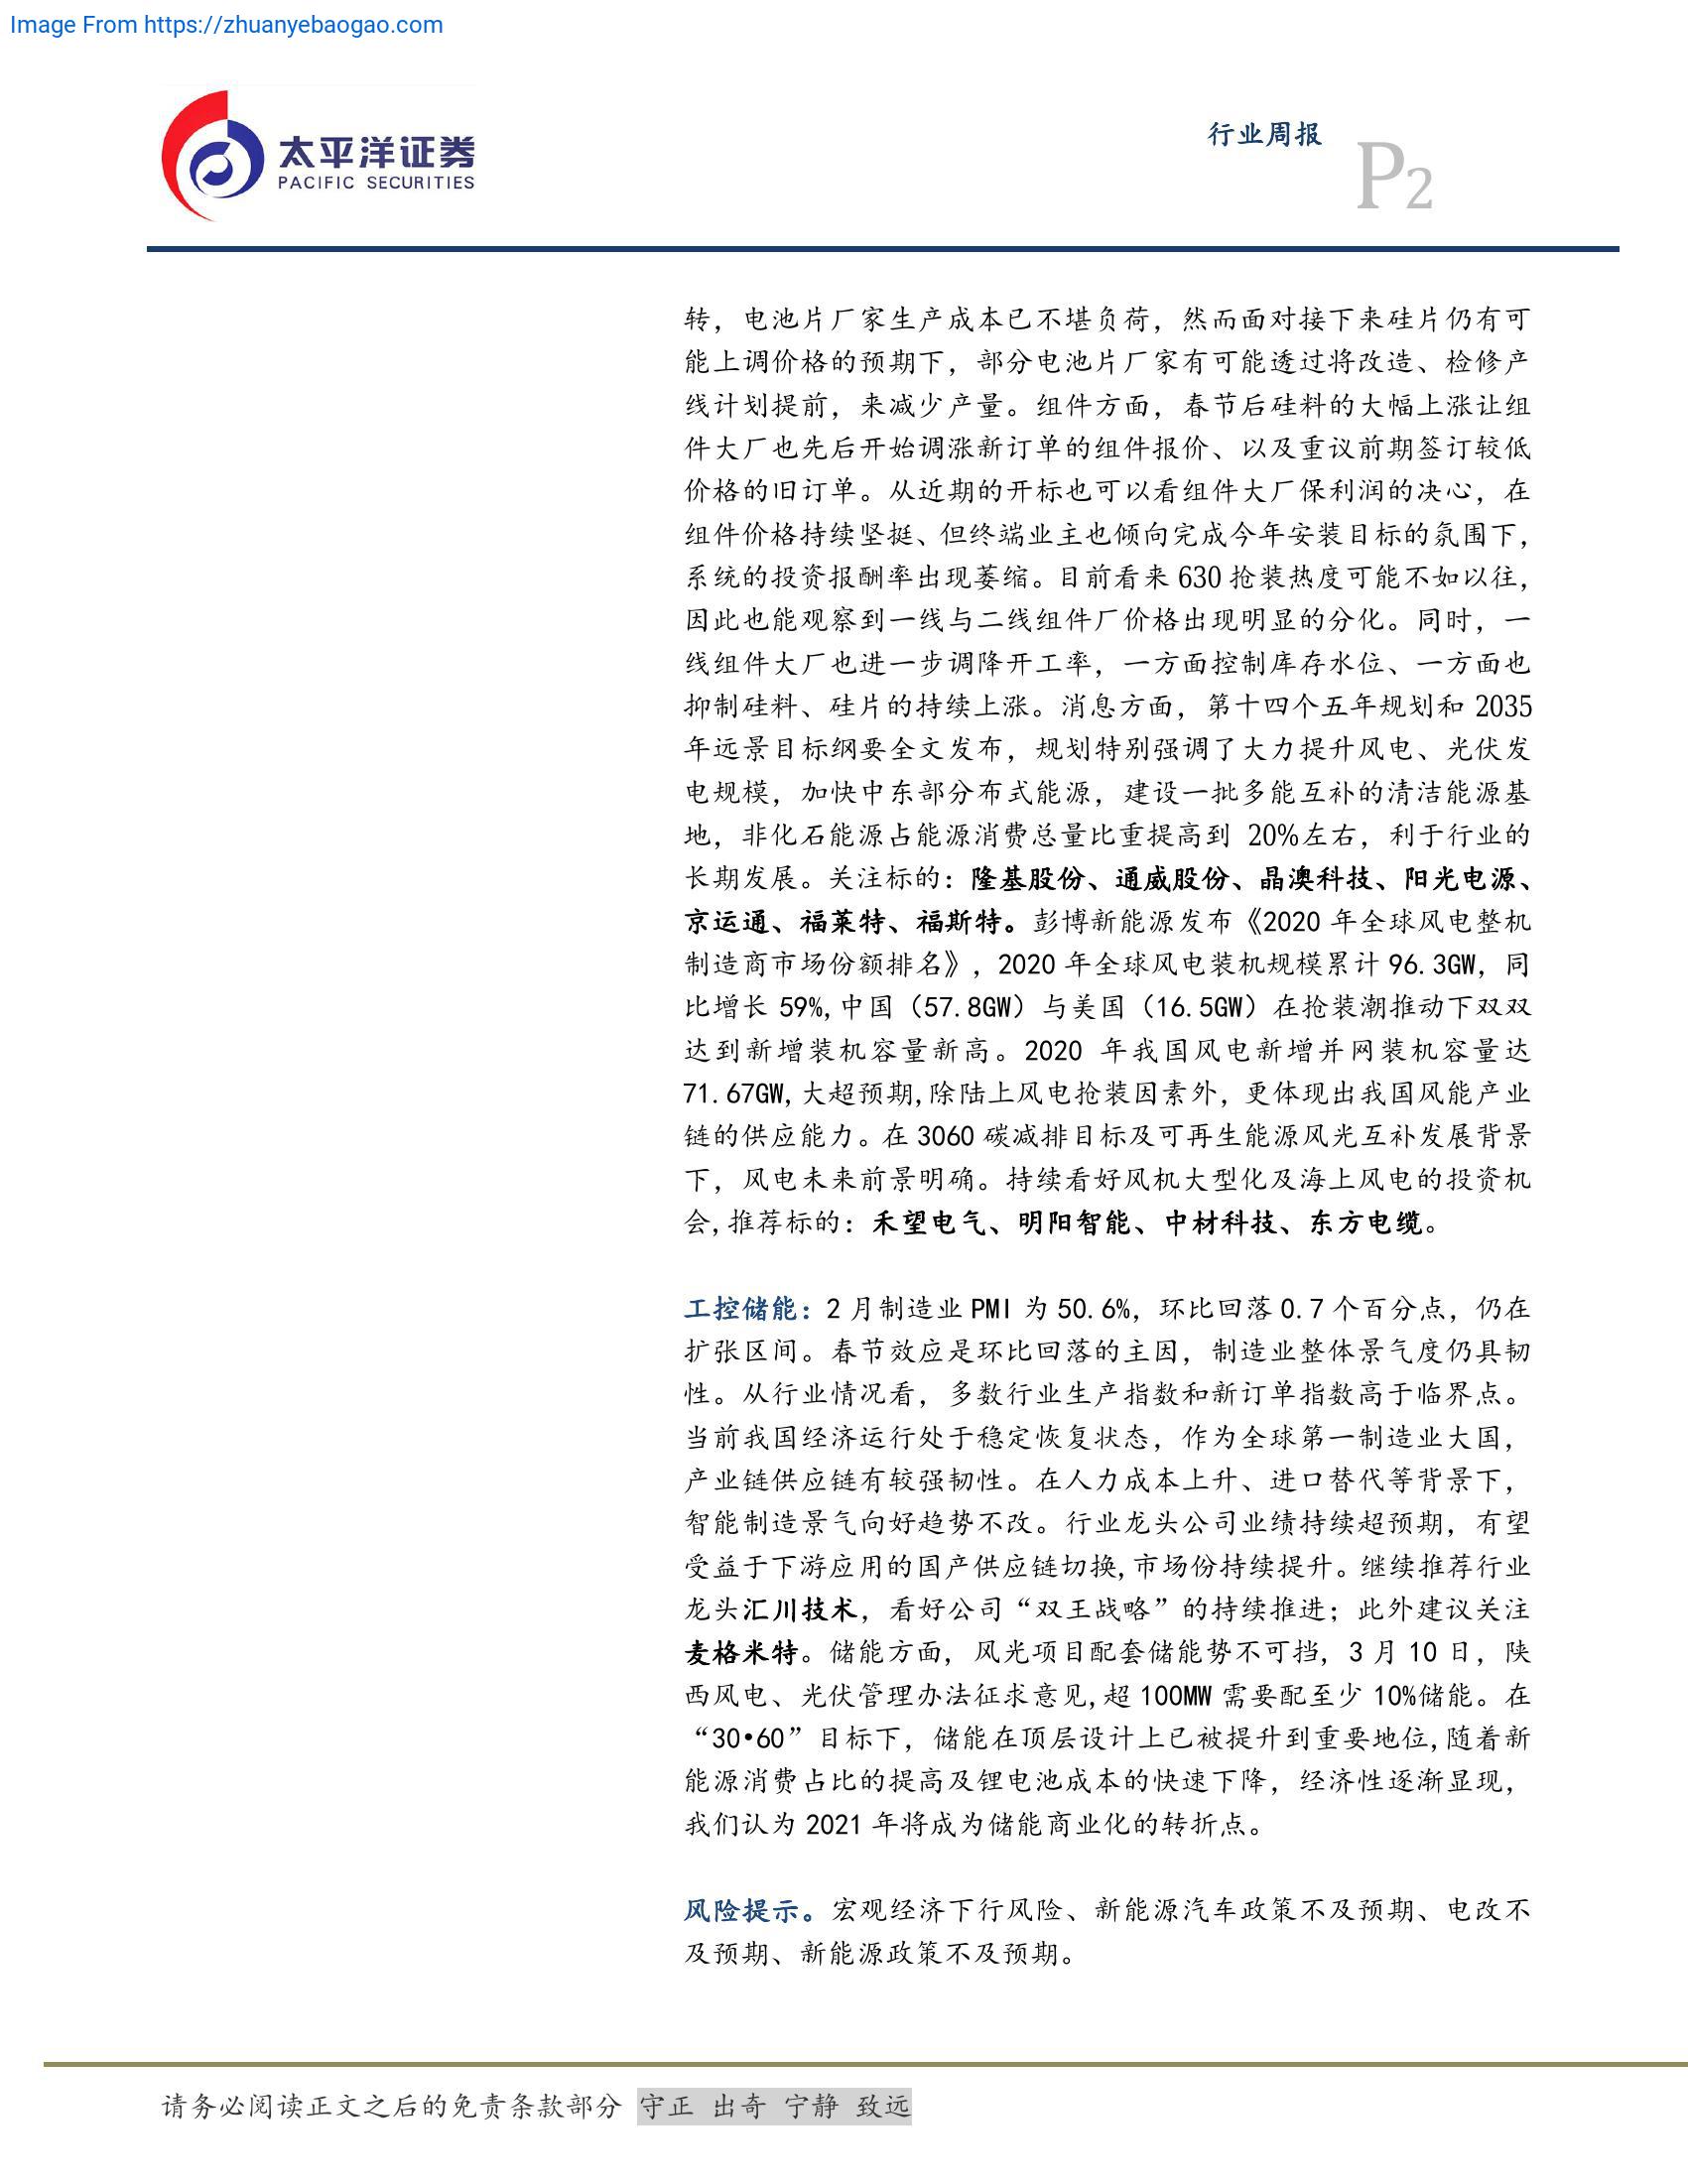 Image From https://zhuanyebaogao.com
太平洋证券
PACIFIC SECURITIES
行业周报
P2
转，电池片厂家生产成本已不堪负荷，然而面对接下来硅片仍有可
能上调价格的预期下，部分电池片厂家有可能透过将改造、检修产
线计划提前，来减少产量。组件方面，春节后硅料的大幅上涨让组
件大厂也先后开始调涨新订单的组件报价、以及重议前期签订较低
价格的旧订单。从近期的开标也可以看组件大厂保利润的决心，在
组件价格持续坚挺、但终端业主也倾向完成今年安装目标的氛围下，
系统的投资报酬率出现萎缩。目前看来 630 抢装热度可能不如以往，
因此也能观察到一线与二线组件厂价格出现明显的分化。同时，一
线组件大厂也进一步调降开工率，一方面控制库存水位、一方面也
抑制硅料、硅片的持续上涨。消息方面，第十四个五年规划和 2035
年远景目标纲要全文发布，规划特别强调了大力提升风电、光伏发
电规模，加快中东部分布式能源，建设一批多能互补的清洁能源基
地，非化石能源占能源消费总量比重提高到 20%左右，利于行业的
长期发展。关注标的：隆基股份、通威股份、晶澳科技、阳光电源、
京运通、福莱特、福斯特。彭博新能源发布《2020 年全球风电整机
制造商市场份额排名》，2020 年全球风电装机规模累计 96.3GW，同
比增长 59%,中国（57.8GW）与美国（16.5GW）在抢装潮推动下双双
达到新增装机容量新高。2020 年我国风电新增并网装机容量达
71.67GW,大超预期,除陆上风电抢装因素外，更体现出我国风能产业
链的供应能力。在 3060 碳减排目标及可再生能源风光互补发展背景
下，风电未来前景明确。持续看好风机大型化及海上风电的投资机
会,推荐标的：禾望电气、明阳智能、中材科技、东方电缆。
工控储能：2 月制造业 PMI 为 50.6%，环比回落 0.7 个百分点，仍在
扩张区间。春节效应是环比回落的主因，制造业整体景气度仍具韧
性。从行业情况看，多数行业生产指数和新订单指数高于临界点。
当前我国经济运行处于稳定恢复状态，作为全球第一制造业大国，
产业链供应链有较强韧性。在人力成本上升、进口替代等背景下，
智能制造景气向好趋势不改。行业龙头公司业绩持续超预期，有望
受益于下游应用的国产供应链切换,市场份持续提升。继续推荐行业
龙头汇川技术，看好公司“双王战略”的持续推进；此外建议关注
麦格米特。储能方面，风光项目配套储能势不可挡，3 月 10 日，陕
西风电、光伏管理办法征求意见,超 100MW 需要配至少 10%储能。在
“30•60”目标下，储能在顶层设计上已被提升到重要地位,随着新
能源消费占比的提高及锂电池成本的快速下降，经济性逐渐显现，
我们认为 2021 年将成为储能商业化的转折点。
风险提示。宏观经济下行风险、新能源汽车政策不及预期、电改不
及预期、新能源政策不及预期。
请务必阅读正文之后的免责条款部分 守正 出奇 宁静 致远